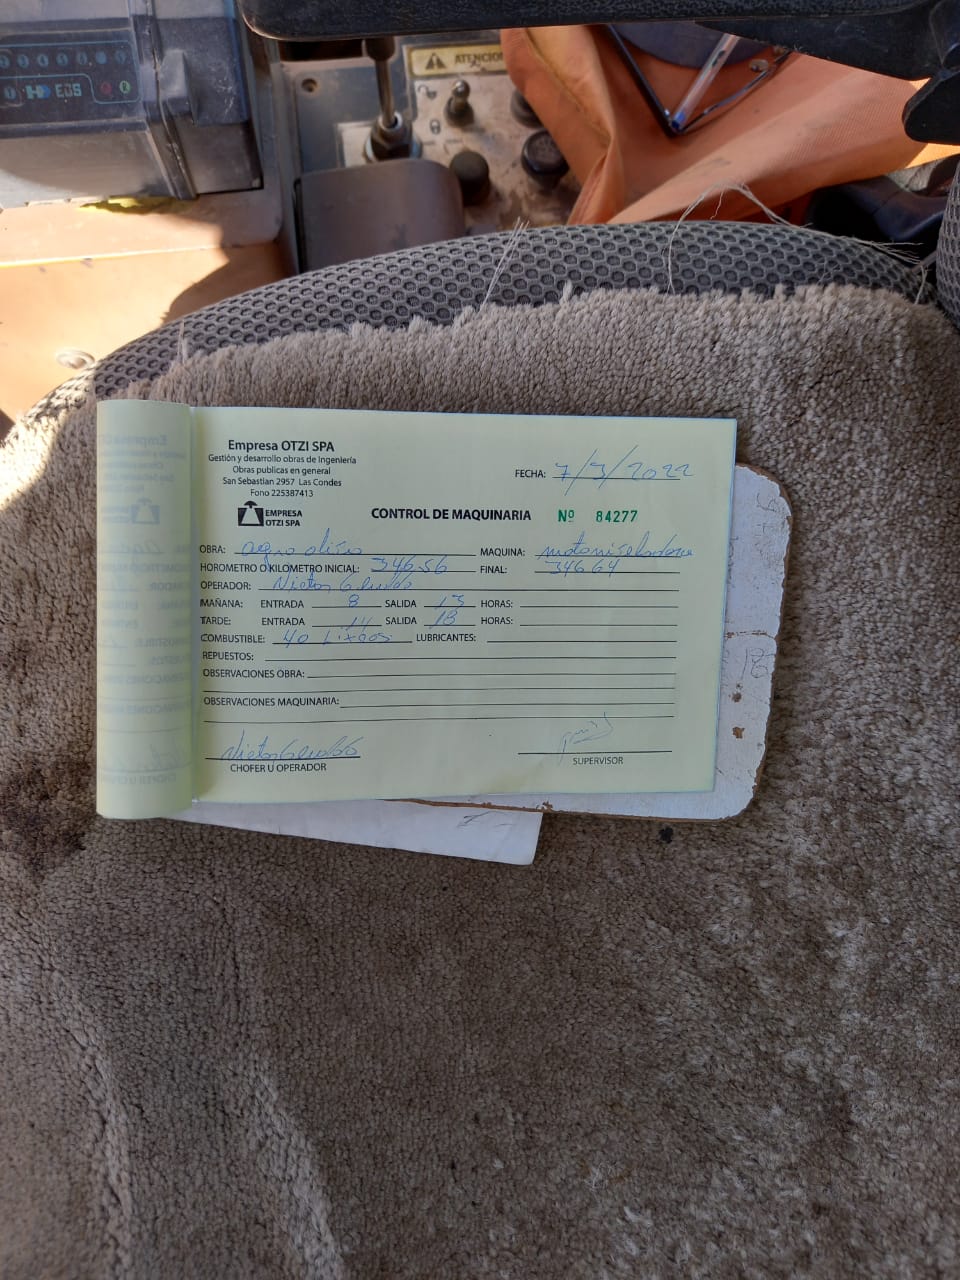 ATENCION
EOS
Empresa OTZI SPA
Gestión y desarrollo obras de Ingeniería
Obras publicas en general
San Sebastian 2957 Las Condes
Fono 225387413
EMPRESA
OTZI SPA
FECHA: 7/3/2022
CONTROL DE MAQUINARIA Nº 84277
OBRA: MAQUINA: motoniveladora
HOROMETRO O KILOMETRO INICIAL: 34656 FINAL: 34664
OPERADOR:
MAÑANA: ENTRADA 8 SALIDA 13 HORAS:
TARDE: ENTRADA 14 SALIDA 18 HORAS:
COMBUSTIBLE: 40 Litros LUBRICANTES:
REPUESTOS:
OBSERVACIONES OBRA:
OBSERVACIONES MAQUINARIA:
CHOFER U OPERADOR
SUPERVISOR